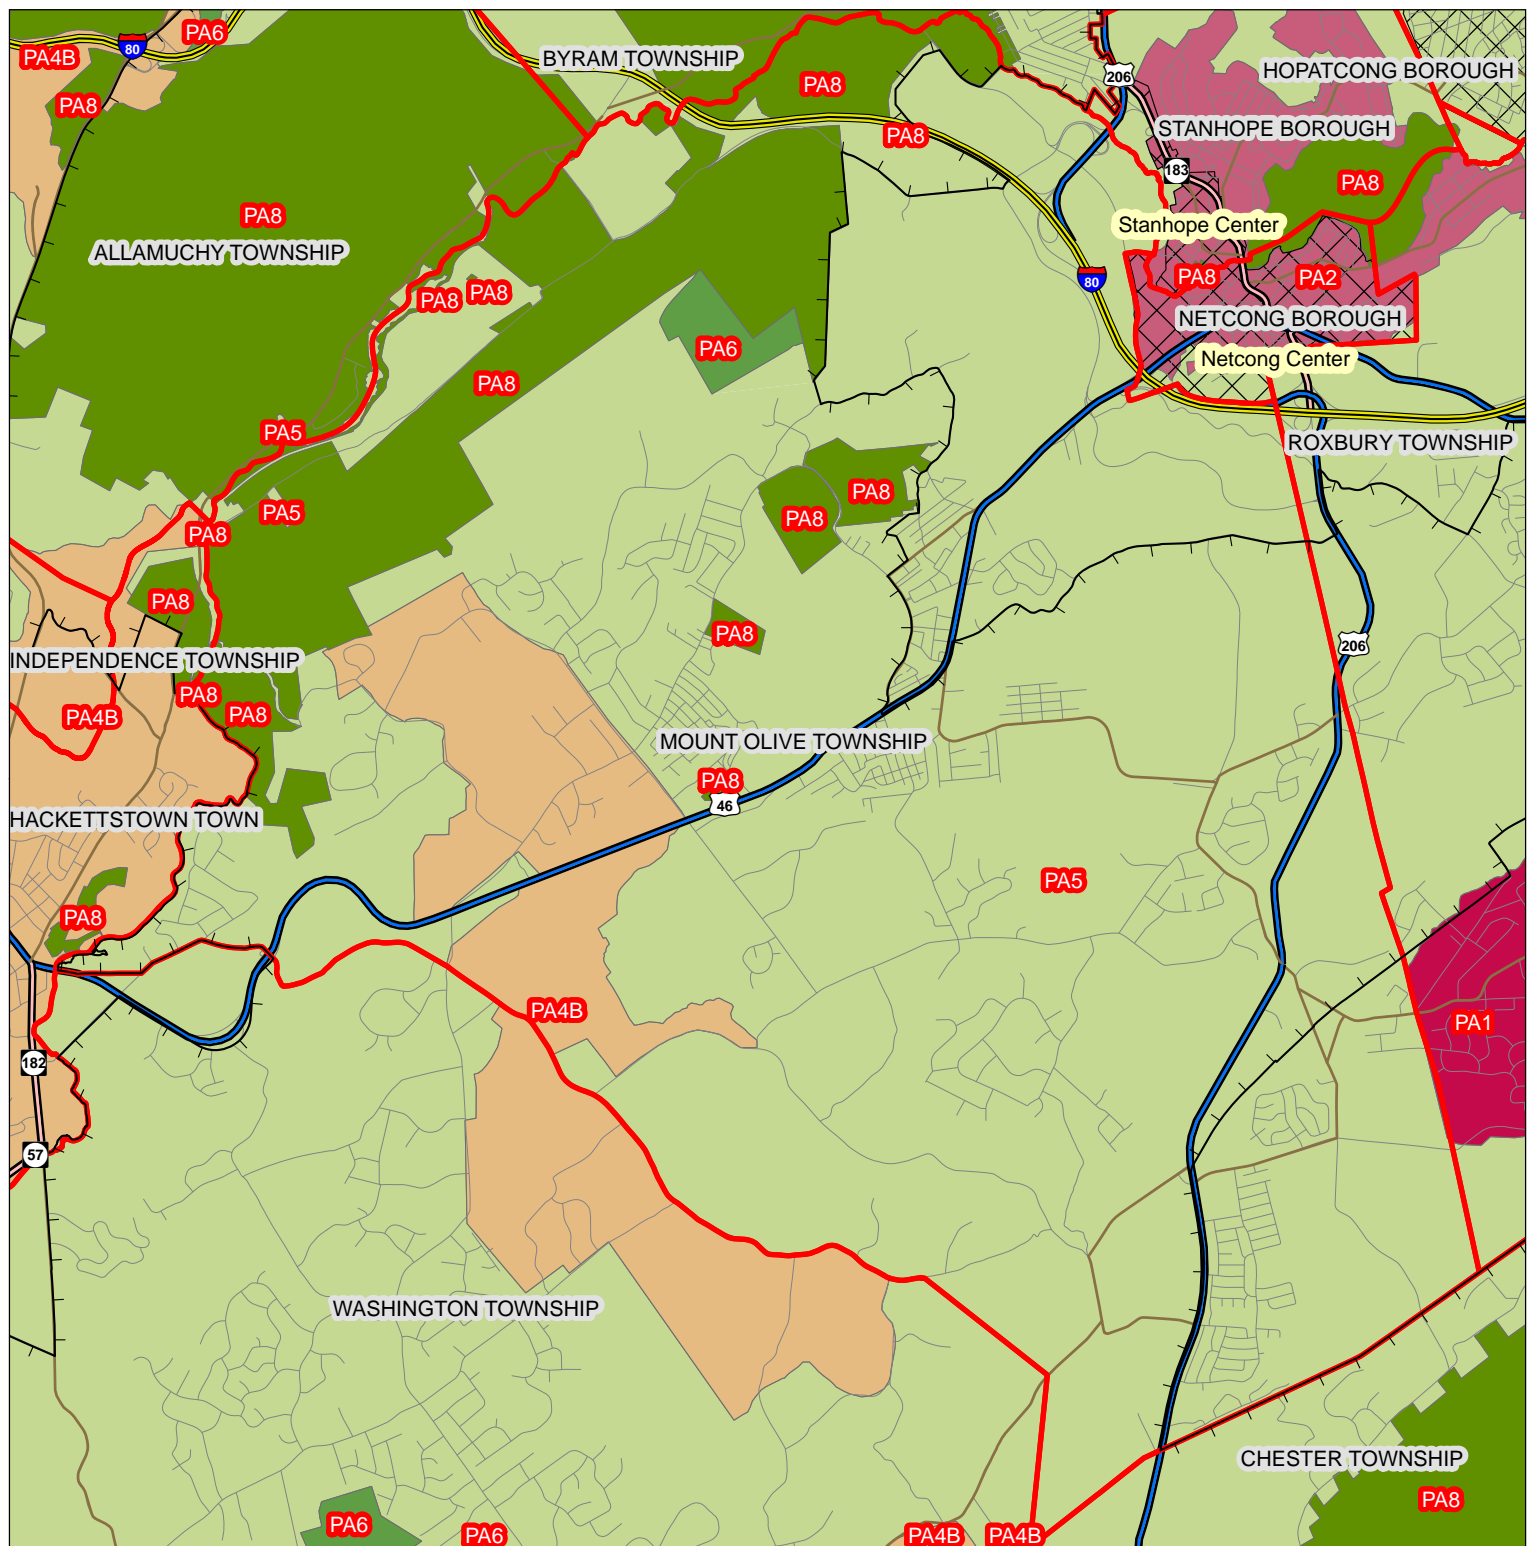 PA6
PA4B
80
BYRAM TOWNSHIP
206
HOPATCONG BOROUGH
PA8
PA8
PA8
STANHOPE BOROUGH
183
PA8
PA8
ALLAMUCHY TOWNSHIP
Stanhope Center
80
PA8
PA8
PA8
PA2
NETCONG BOROUGH
PA6
Netcong Center
PA8
PA5
ROXBURY TOWNSHIP
PA8
PA5
PA8
PA8
PA8
PA8
206
INDEPENDENCE TOWNSHIP
PA8
PA4B
PA8
MOUNT OLIVE TOWNSHIP
PA8
46
HACKETTSTOWN TOWN
PA5
PA8
PA4B
PA1
182
57
WASHINGTON TOWNSHIP
CHESTER TOWNSHIP
PA8
PA6
PA6
PA4B
PA4B